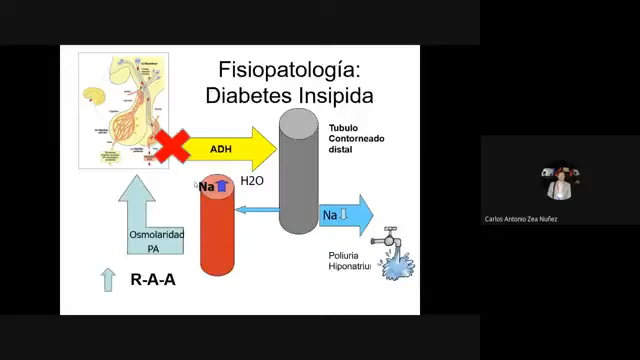 Fisiopatología:
Diabetes Insipida
Tubulo
Contorneado
distal
ADH
Na
H2O
Na
Osmolaridad
PA
R-A-A
Poliuria
Hiponatriu
Carlos Antonio Zea Nuñez